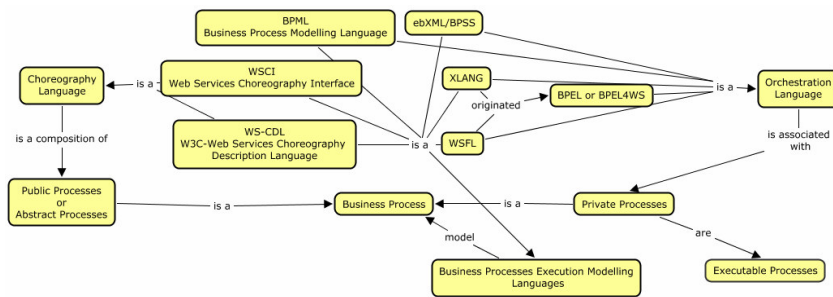 BPML
Business Process Modelling Language
ebXML/BPSS
Choreography
Language
is a
WSCI
Web Services Choreography Interface
XLANG
originated
BPEL or BPEL4WS
is a
Orchestration
Language
is a composition of
WS-CDL
W3C-Web Services Choreography
Description Language
is a
WSFL
is associated
with
Public Processes
or
Abstract Processes
is a
Business Process
is a
Private Processes
model
are
Business Processes Execution Modelling
Languages
Executable Processes